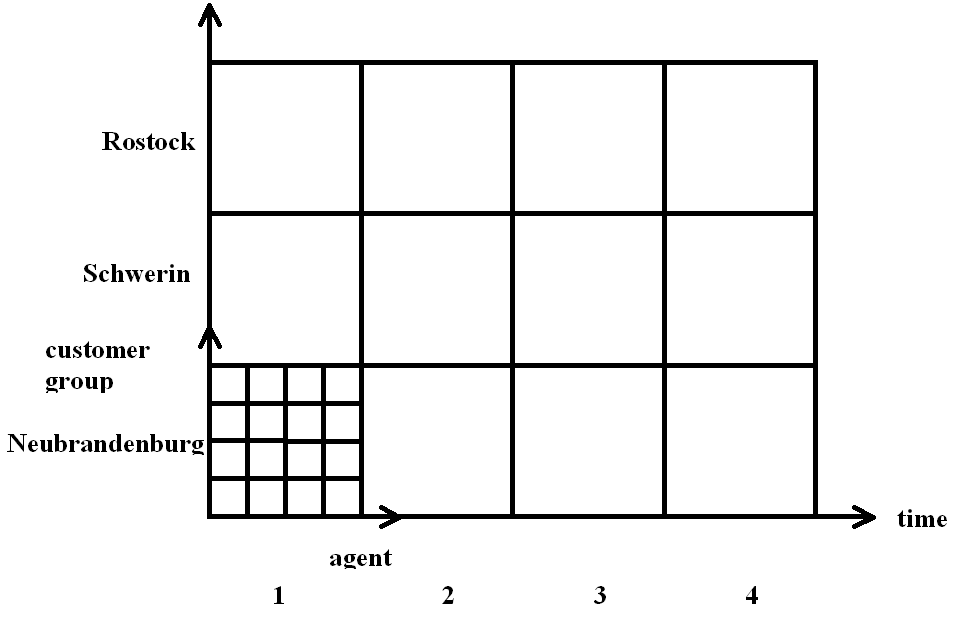 Rostock
Schwerin
customer
group
Neubrandenburg
time
agent
1 2 3 4